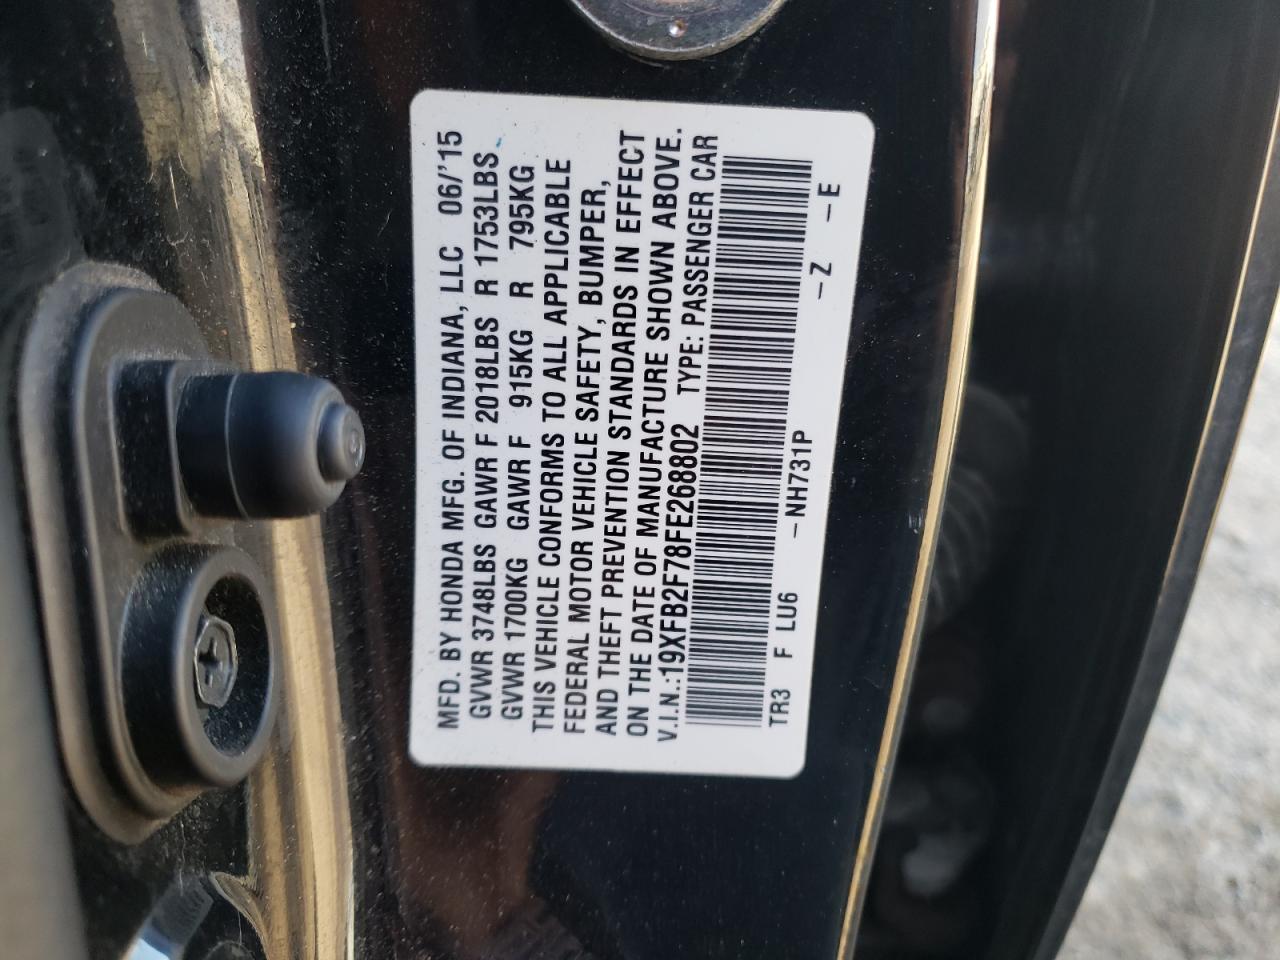 MFD. BY HONDA MFG. OF INDIANA, LLC 06/'15
GVWR 3748LBS GAWR F 2018LBS R 1753LBS
GVWR 1700KG GAWR F 915KG R 795KG
THIS VEHICLE CONFORMS TO ALL APPLICABLE
FEDERAL MOTOR VEHICLE SAFETY, BUMPER,
AND THEFT PREVENTION STANDARDS IN EFFECT
ON THE DATE OF MANUFACTURE SHOWN ABOVE.
V.I.N.:19XFB2F78FE268802 TYPE: PASSENGER CAR
TR3 F LU6 -NH731P -Z -E